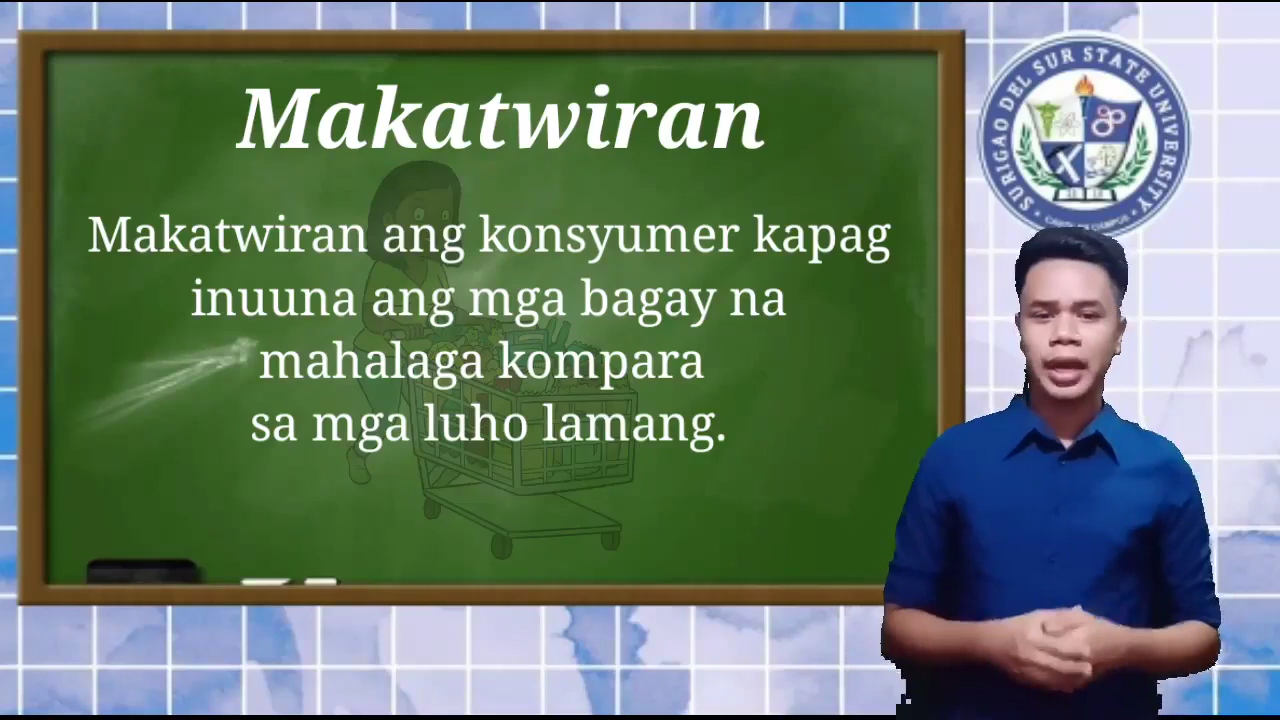 Makatwiran
Makatwiran ang konsyumer kapag
inuuna ang mga bagay na
mahalaga kompara
sa mga luho lamang.
SURIGAO DEL SUR STATE UNIVERSITY